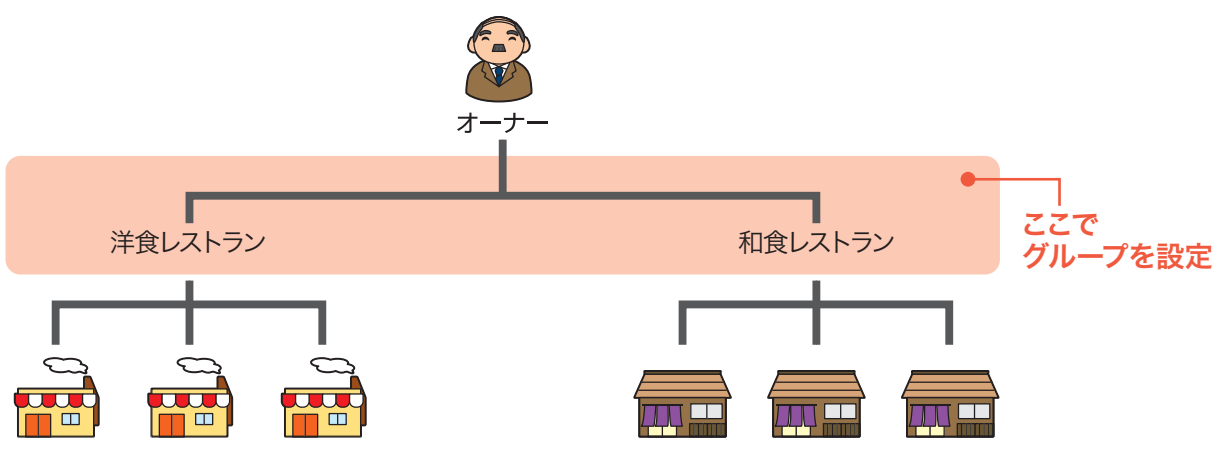 オーナー
洋食レストラン
和食レストラン
ここで
グループを設定